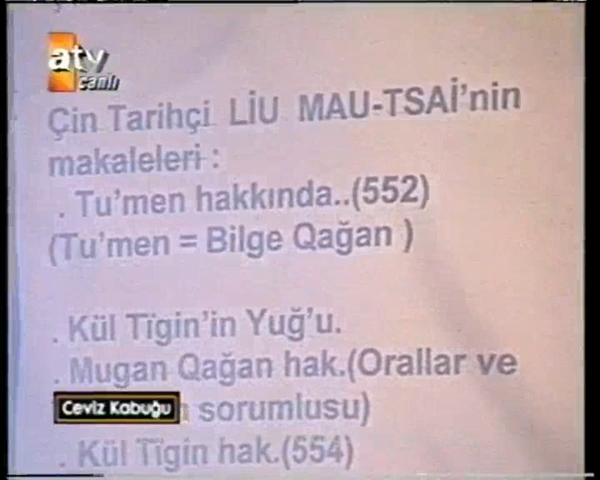 atv
canlı
Çin Tarihçi LİU MAU-TSAİ'nin
makaleleri :
. Tu'men hakkında..(552)
(Tu'men = Bilge Qağan )
. Kül Tigin'in Yuğ'u.
. Mugan Qağan hak.(Orallar ve
Ceviz Kabuğu sorumlusu)
. Kül Tigin hak.(554)